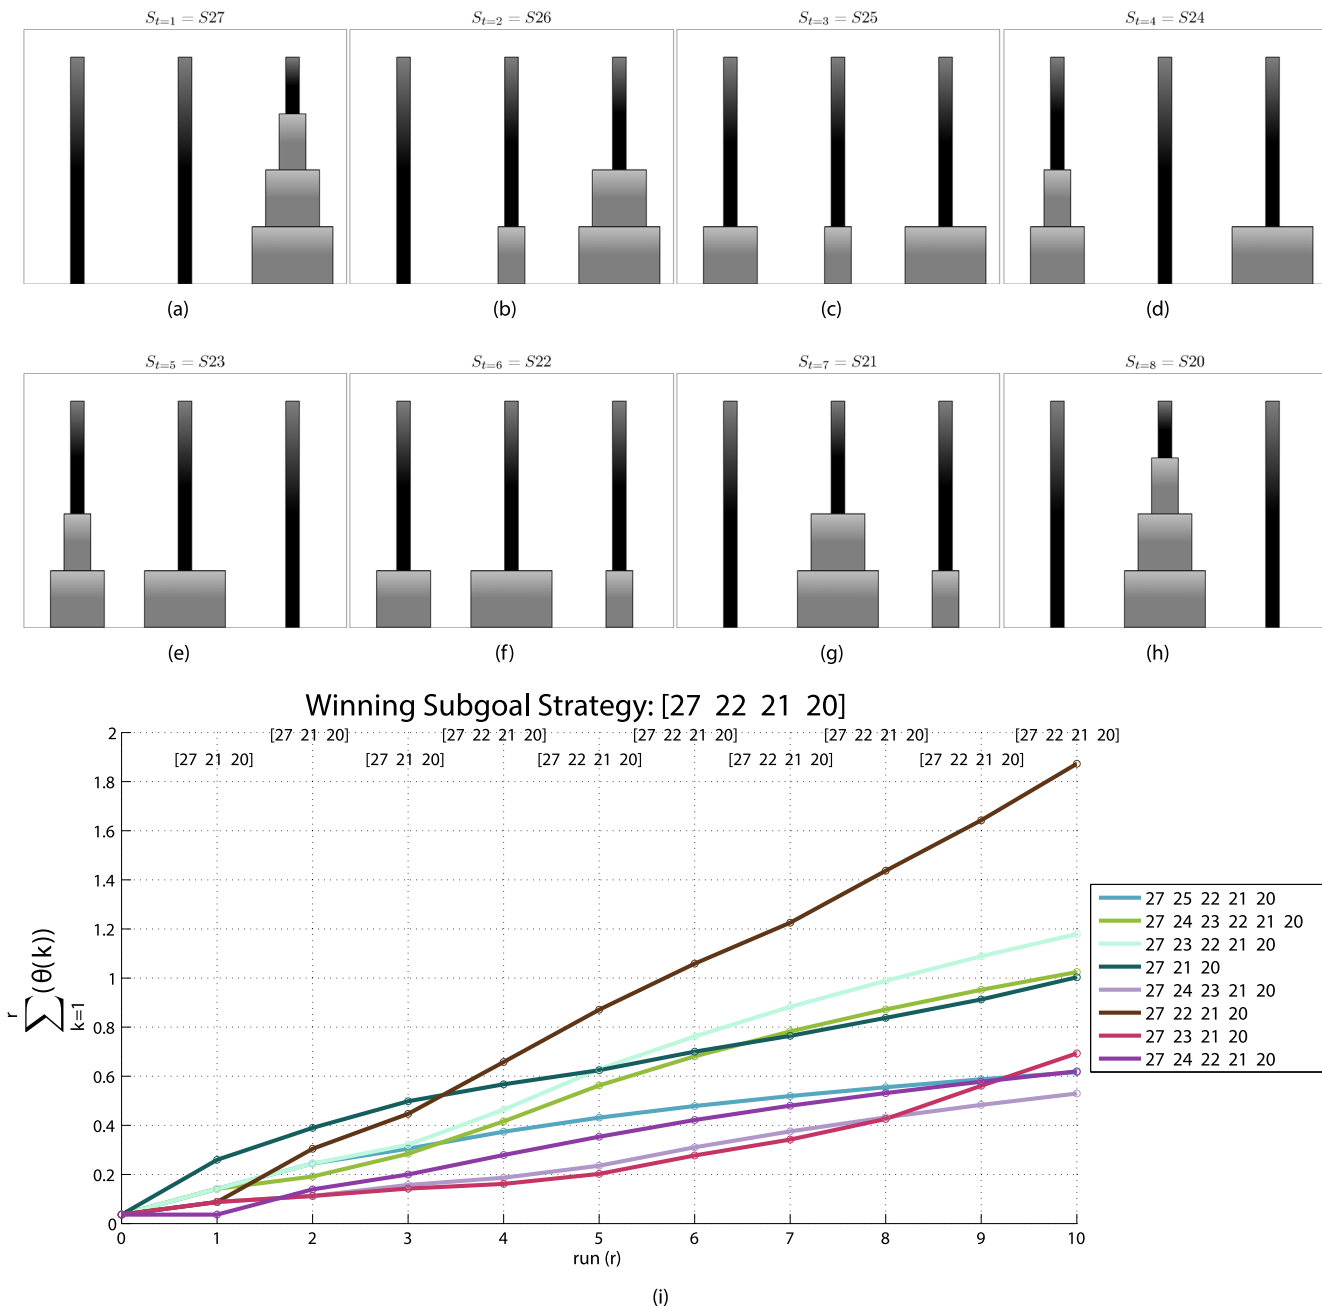 S_{t=1} = S27
S_{t=2} = S26
S_{t=3} = S25
S_{t=4} = S24
(a)
(b)
(c)
(d)
S_{t=5} = S23
S_{t=6} = S22
S_{t=7} = S21
S_{t=8} = S20
(e)
(f)
(g)
(h)
Winning Subgoal Strategy: [27 22 21 20]
[27 21 20]
[27 22 21 20]
[27 22 21 20]
[27 22 21 20]
[27 22 21 20]
[27 21 20]
[27 21 20]
[27 22 21 20]
[27 22 21 20]
[27 22 21 20]
2
1.8
1.6
1.4
1.2
1
0.8
0.6
0.4
0.2
0
∑_{k=1}^{r}(θ(k))
0 1 2 3 4 5 6 7 8 9 10
run (r)
27 25 22 21 20
27 24 23 22 21 20
27 23 22 21 20
27 21 20
27 24 23 21 20
27 22 21 20
27 23 21 20
27 24 22 21 20
(i)